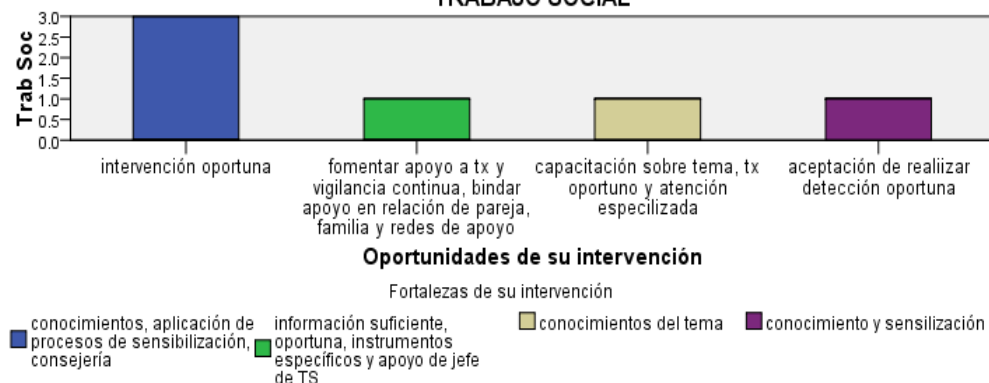 TRABAJO SOCIAL
Trab Soc
3.0
2.5
2.0
1.5
1.0
0.5
0.0
intervención oportuna
fomentar apoyo a tx y
vigilancia continua, bindar
apoyo en relación de pareja,
familia y redes de apoyo
capacitación sobre tema, tx
oportuno y atención
especilizada
aceptación de realiizar
detección oportuna
Oportunidades de su intervención
Fortalezas de su intervención
conocimientos, aplicación de
procesos de sensibilización,
consejería
información suficiente,
oportuna, instrumentos
específicos y apoyo de jefe
de TS
conocimientos del tema
conocimiento y sensilización